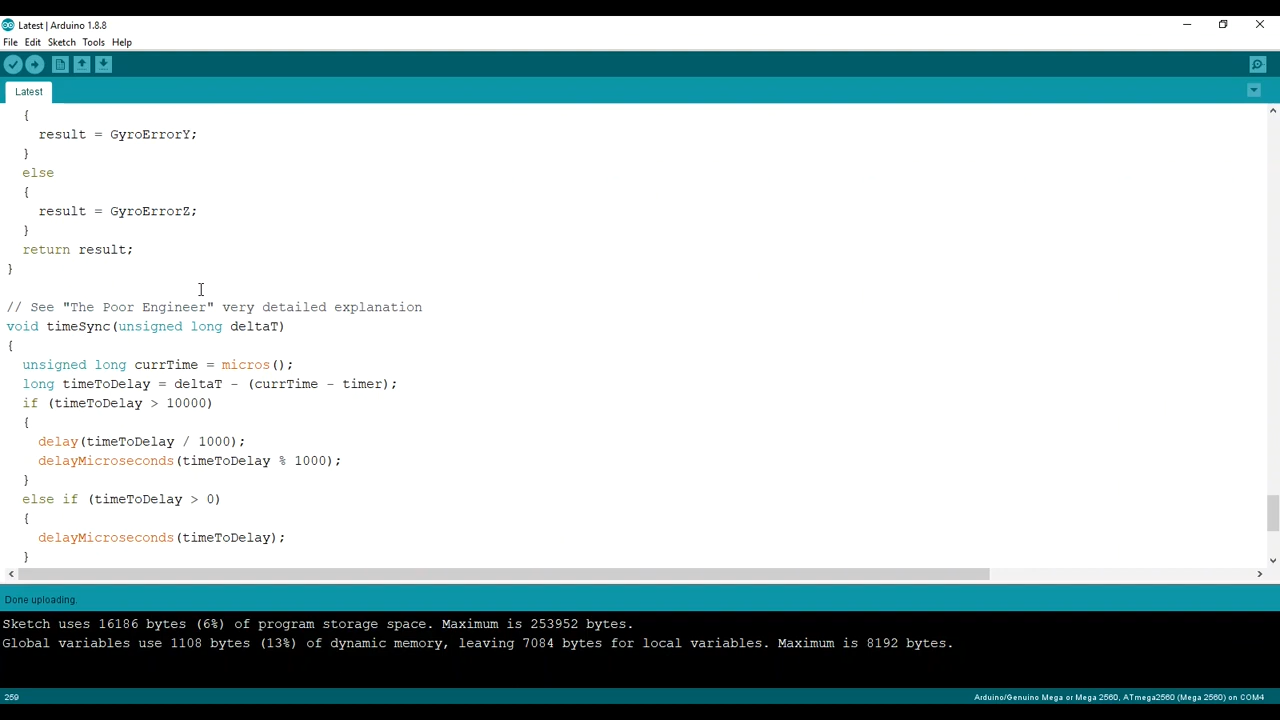 Latest | Arduino 1.8.8
File Edit Sketch Tools Help
Latest
{
result = GyroErrorY;
}
else
{
result = GyroErrorZ;
}
return result;
}
// See "The Poor Engineer" very detailed explanation
void timeSync(unsigned long deltaT)
{
unsigned long currTime = micros();
long timeToDelay = deltaT - (currTime - timer);
if (timeToDelay > 10000)
{
delay(timeToDelay / 1000);
delayMicroseconds(timeToDelay % 1000);
}
else if (timeToDelay > 0)
{
delayMicroseconds(timeToDelay);
}
Done uploading.
Sketch uses 16186 bytes (6%) of program storage space. Maximum is 253952 bytes.
Global variables use 1108 bytes (13%) of dynamic memory, leaving 7084 bytes for local variables. Maximum is 8192 bytes.
259
Arduino/Genuino Mega or Mega 2560, ATmega2560 (Mega 2560) on COM4